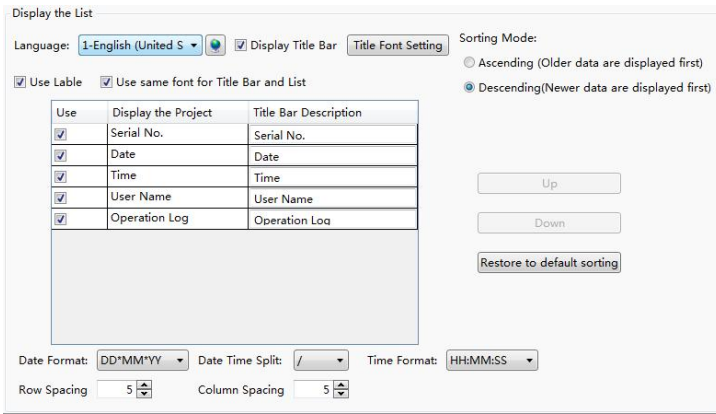 Display the List
Language: 1-English (United S Display Title Bar Title Font Setting
Sorting Mode:
Ascending (Older data are displayed first)
Descending(Newer data are displayed first)
Use Lable Use same font for Title Bar and List
Use Display the Project Title Bar Description
Serial No. Serial No.
Date Date
Time Time
User Name User Name
Operation Log Operation Log
Up
Down
Restore to default sorting
Date Format: DD*MM*YY Date Time Split: / Time Format: HH:MM:SS
Row Spacing 5 Column Spacing 5